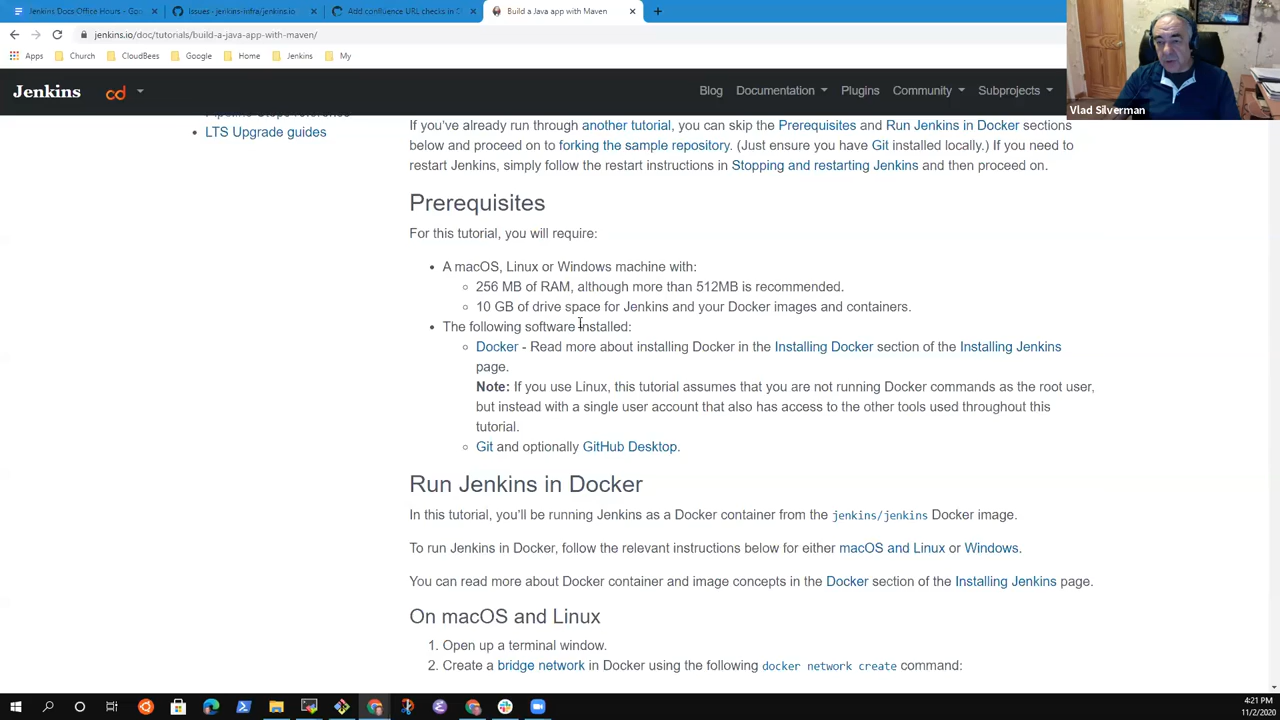 Jenkins Docs Office Hours - Goo
Issues - jenkins-infra/jenkins.io
Add confluence URL checks in C
Build a Java app with Maven
jenkins.io/doc/tutorials/build-a-java-app-with-maven/
Apps Church CloudBees Google Home Jenkins My
Vlad Silverman
Jenkins cd Blog Documentation Plugins Community Subprojects
LTS Upgrade guides
If you've already run through another tutorial, you can skip the Prerequisites and Run Jenkins in Docker sections
below and proceed on to forking the sample repository. (Just ensure you have Git installed locally.) If you need to
restart Jenkins, simply follow the restart instructions in Stopping and restarting Jenkins and then proceed on.
Prerequisites
For this tutorial, you will require:
A macOS, Linux or Windows machine with:
256 MB of RAM, although more than 512MB is recommended.
10 GB of drive space for Jenkins and your Docker images and containers.
The following software installed:
Docker - Read more about installing Docker in the Installing Docker section of the Installing Jenkins
page.
Note: If you use Linux, this tutorial assumes that you are not running Docker commands as the root user,
but instead with a single user account that also has access to the other tools used throughout this
tutorial.
Git and optionally GitHub Desktop.
Run Jenkins in Docker
In this tutorial, you'll be running Jenkins as a Docker container from the jenkins/jenkins Docker image.
To run Jenkins in Docker, follow the relevant instructions below for either macOS and Linux or Windows.
You can read more about Docker container and image concepts in the Docker section of the Installing Jenkins page.
On macOS and Linux
1. Open up a terminal window.
2. Create a bridge network in Docker using the following docker network create command:
4:21 PM
11/2/2020